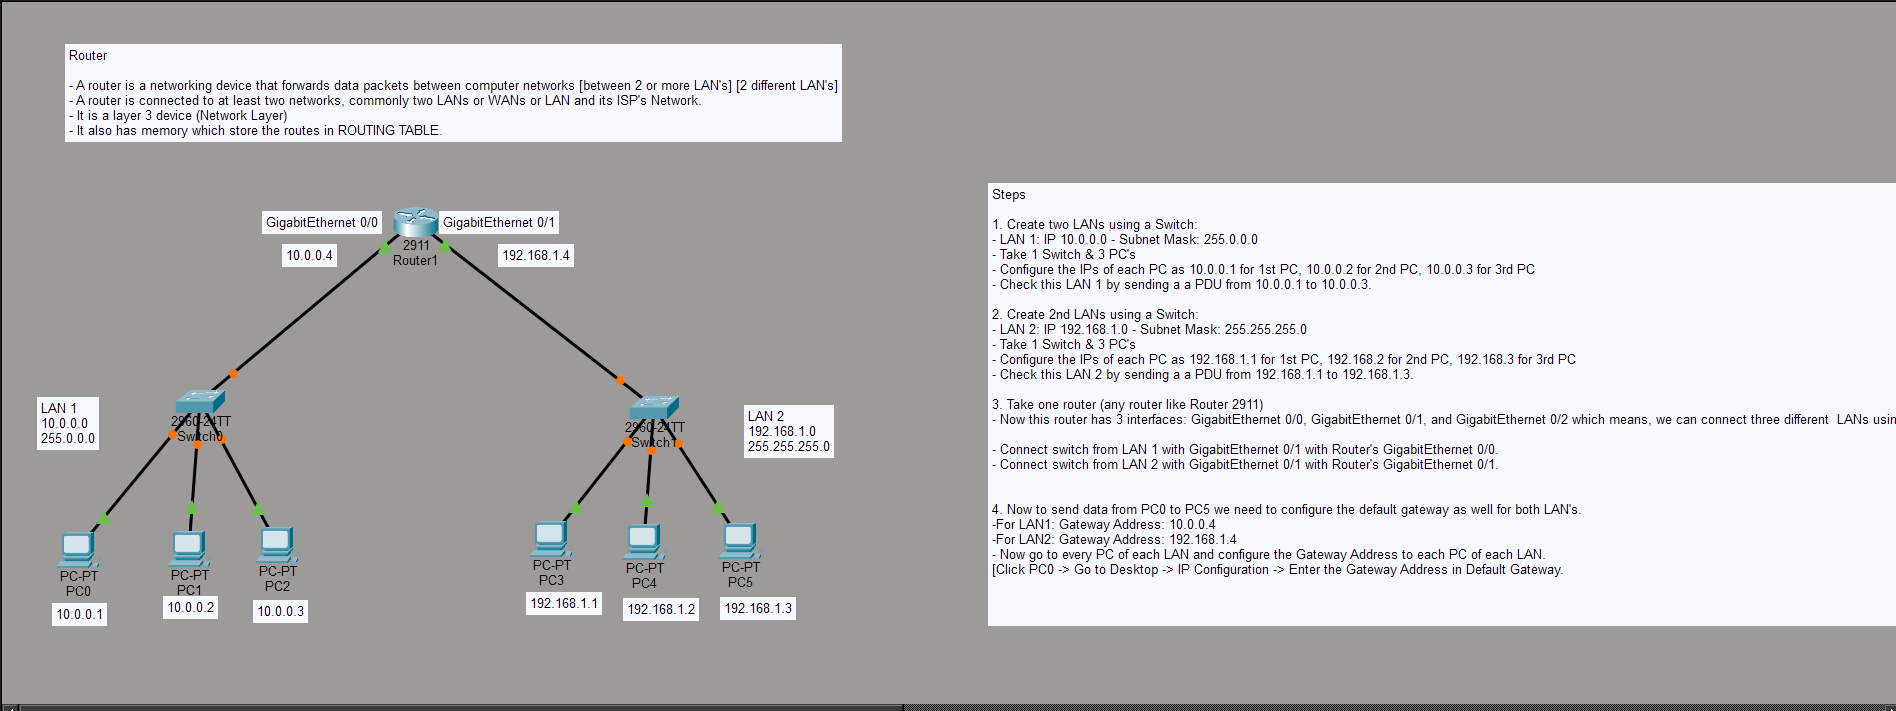 Router
- A router is a networking device that forwards data packets between computer networks [between 2 or more LAN's] [2 different LAN's]
- A router is connected to at least two networks, commonly two LANs or WANs or LAN and its ISP's Network.
- It is a layer 3 device (Network Layer)
- It also has memory which store the routes in ROUTING TABLE.
GigabitEthernet 0/0
GigabitEthernet 0/1
10.0.0.4
2911
Router1
192.168.1.4
LAN 1
10.0.0.0
255.0.0.0
2960-24TT
Switch0
2960-24TT
Switch1
LAN 2
192.168.1.0
255.255.255.0
PC-PT
PC0
10.0.0.1
PC-PT
PC1
10.0.0.2
PC-PT
PC2
10.0.0.3
PC-PT
PC3
192.168.1.1
PC-PT
PC4
192.168.1.2
PC-PT
PC5
192.168.1.3
Steps
1. Create two LANs using a Switch:
- LAN 1: IP 10.0.0.0 - Subnet Mask: 255.0.0.0
- Take 1 Switch & 3 PC's
- Configure the IPs of each PC as 10.0.0.1 for 1st PC, 10.0.0.2 for 2nd PC, 10.0.0.3 for 3rd PC
- Check this LAN 1 by sending a a PDU from 10.0.0.1 to 10.0.0.3.
2. Create 2nd LANs using a Switch:
- LAN 2: IP 192.168.1.0 - Subnet Mask: 255.255.255.0
- Take 1 Switch & 3 PC's
- Configure the IPs of each PC as 192.168.1.1 for 1st PC, 192.168.2 for 2nd PC, 192.168.3 for 3rd PC
- Check this LAN 2 by sending a a PDU from 192.168.1.1 to 192.168.1.3.
3. Take one router (any router like Router 2911)
- Now this router has 3 interfaces: GigabitEthernet 0/0, GigabitEthernet 0/1, and GigabitEthernet 0/2 which means, we can connect three different  LANs usin
- Connect switch from LAN 1 with GigabitEthernet 0/1 with Router's GigabitEthernet 0/0.
- Connect switch from LAN 2 with GigabitEthernet 0/1 with Router's GigabitEthernet 0/1.
4. Now to send data from PC0 to PC5 we need to configure the default gateway as well for both LAN's.
-For LAN1: Gateway Address: 10.0.0.4
-For LAN2: Gateway Address: 192.168.1.4
- Now go to every PC of each LAN and configure the Gateway Address to each PC of each LAN.
[Click PC0 -> Go to Desktop -> IP Configuration -> Enter the Gateway Address in Default Gateway.